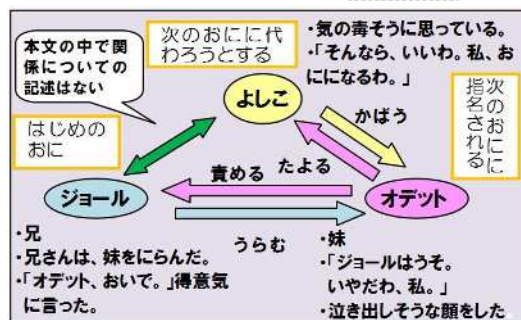 本文の中で関
係についての
記述はない
次のおにに代
わろうとする
・気の毒そうに思っている。
・「そんなら、いいわ。私、お
にになるわ。」
よしこ
次のおにに
指名される
はじめの
おに
かばう
たよる
責める
ジョール
オデット
うらむ
・兄
・兄さんは、妹をにらんだ。
・「オデット、おいで。」得意気
に言った。
・妹
・「ジョールはうそ。
いやだわ、私。」
・泣き出しそうな顔をした。